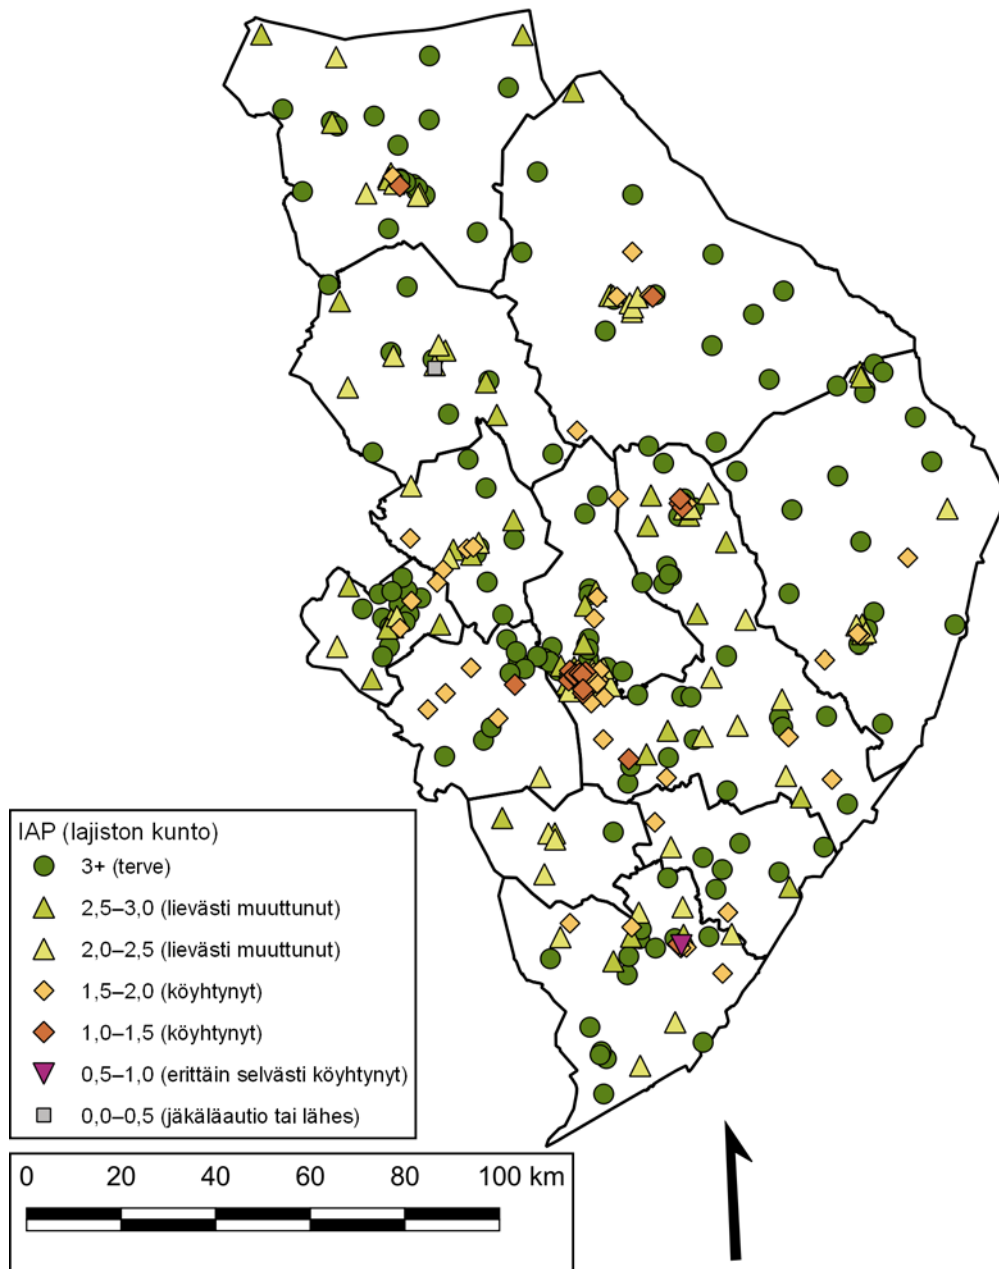 IAP (lajiston kunto)
3+ (terve)
2,5–3,0 (lievästi muuttunut)
2,0–2,5 (lievästi muuttunut)
1,5–2,0 (köyhtynyt)
1,0–1,5 (köyhtynyt)
0,5–1,0 (erittäin selvästi köyhtynyt)
0,0–0,5 (jäkäläautio tai lähes)
0 20 40 60 80 100 km